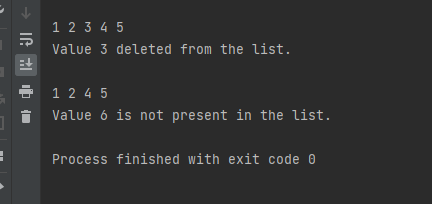 1 2 3 4 5
Value 3 deleted from the list.
1 2 4 5
Value 6 is not present in the list.
Process finished with exit code 0